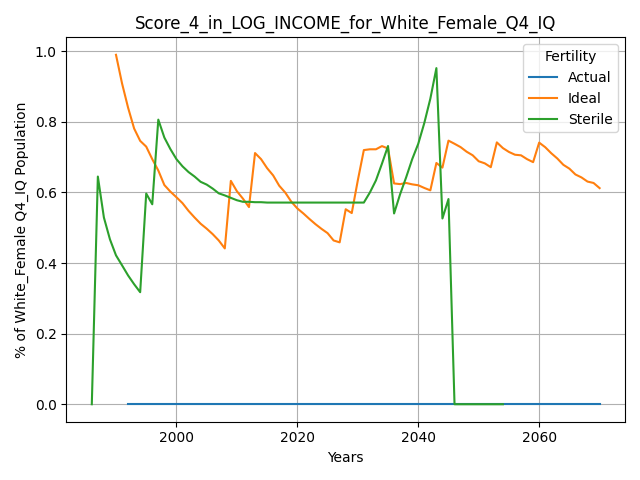 Score_4_in_LOG_INCOME_for_White_Female_Q4_IQ
Fertility
Actual
Ideal
Sterile
% of White_Female Q4_IQ Population
1.0
0.8
0.6
0.4
0.2
0.0
2000
2020
2040
2060
Years